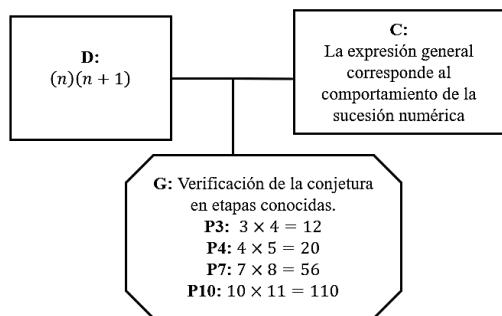 D:
(n)(n + 1)
C:
La expresión general
corresponde al
comportamiento de la
sucesión numérica
G: Verificación de la conjetura
en etapas conocidas.
P3: 3 × 4 = 12
P4: 4 × 5 = 20
P7: 7 × 8 = 56
P10: 10 × 11 = 110